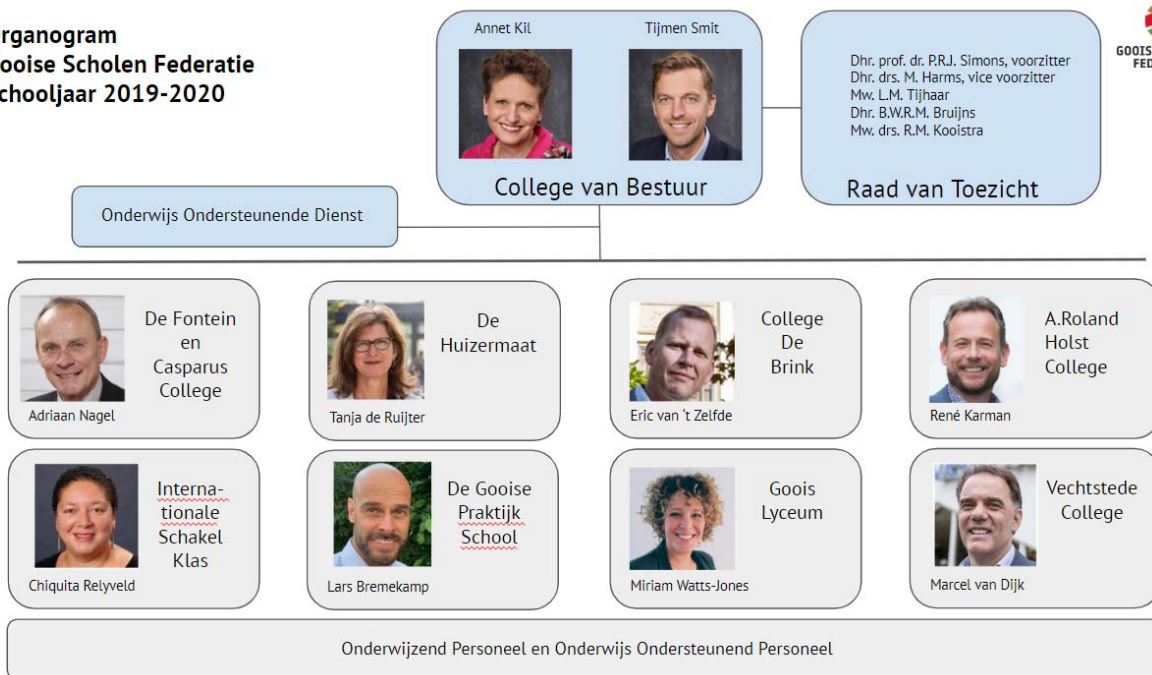 rganogram
ooise Scholen Federatie
chooljaar 2019-2020
Annet Kil
Tijmen Smit
College van Bestuur
Dhr. prof. dr. P.R.J. Simons, voorzitter
Dhr. drs. M. Harms, vice voorzitter
Mw. L.M. Tijhaar
Dhr. B.W.R.M. Bruijns
Mw. drs. R.M. Kooistra
Raad van Toezicht
GOOIS
FED
Onderwijs Ondersteunende Dienst
De Fontein
en
Casparus
College
Adriaan Nagel
De
Huizermaat
Tanja de Ruijter
College
De
Brink
Eric van ‘t Zelfde
A.Roland
Holst
College
René Karman
Interna-
tionale
Schakel
Klas
Chiquita Relyveld
De Gooise
Praktijk
School
Lars Bremekamp
Goois
Lyceum
Miriam Watts-Jones
Vechtstede
College
Marcel van Dijk
Onderwijzend Personeel en Onderwijs Ondersteunend Personeel